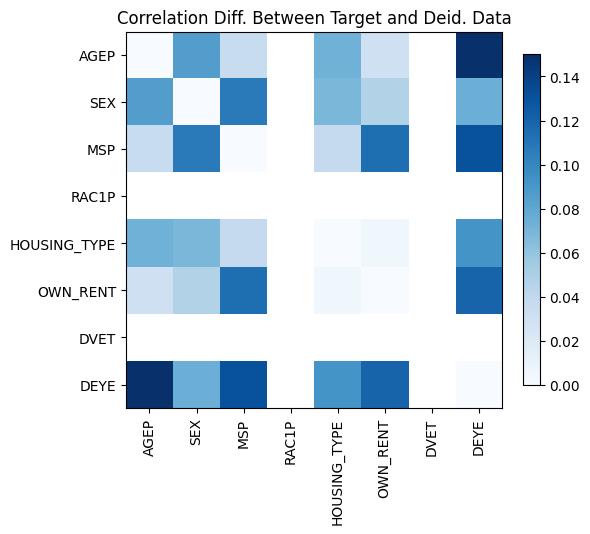 Correlation Diff. Between Target and Deid. Data
AGEP
SEX
MSP
RAC1P
HOUSING_TYPE
OWN_RENT
DVET
DEYE
AGEP
SEX
MSP
RAC1P
HOUSING_TYPE
OWN_RENT
DVET
DEYE
0.14
0.12
0.10
0.08
0.06
0.04
0.02
0.00